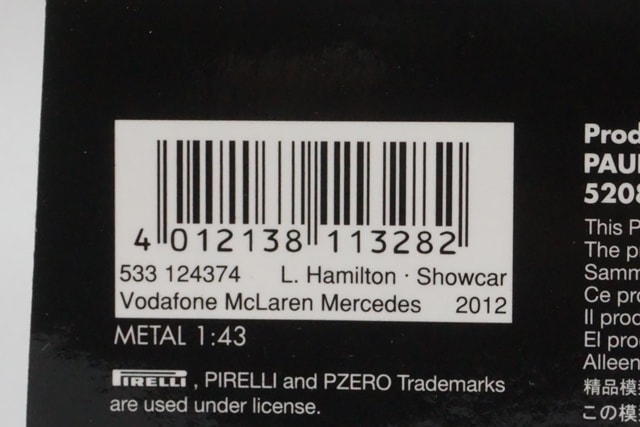 4 012138 113282
533 124374 L. Hamilton · Showcar
Vodafone McLaren Mercedes 2012
METAL 1:43
PIRELLI, PIRELLI and PZERO Trademarks
are used under license.
Prod
PAU
520
This P
The p
Samm
Ce pro
Il prod
El pro
Alleen
精品模
この模